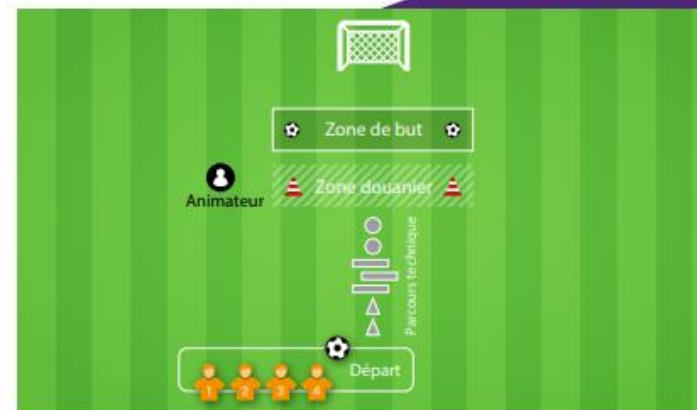 Zone de but
Zone douanier
Animateur
Parcours technique
Départ
1 2 3 4